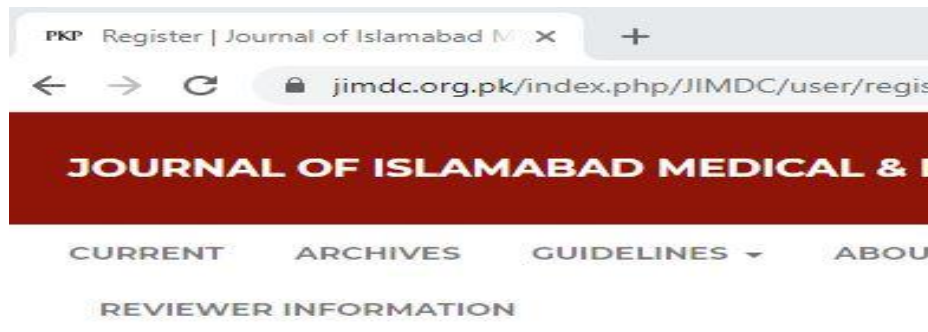 PKP Register | Journal of Islamabad M
jimdc.org.pk/index.php/JIMDC/user/regis
JOURNAL OF ISLAMABAD MEDICAL &
CURRENT ARCHIVES GUIDELINES ABOU
REVIEWER INFORMATION